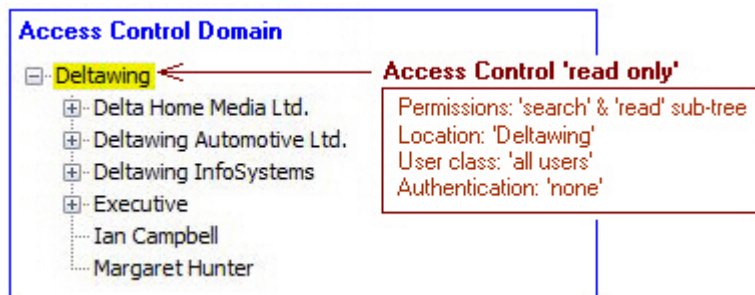 Access Control Domain
Deltawing
Delta Home Media Ltd.
Deltawing Automotive Ltd.
Deltawing InfoSystems
Executive
Ian Campbell
Margaret Hunter
Access Control 'read only'
Permissions: 'search' & 'read' sub-tree
Location: 'Deltawing'
User class: 'all users'
Authentication: 'none'